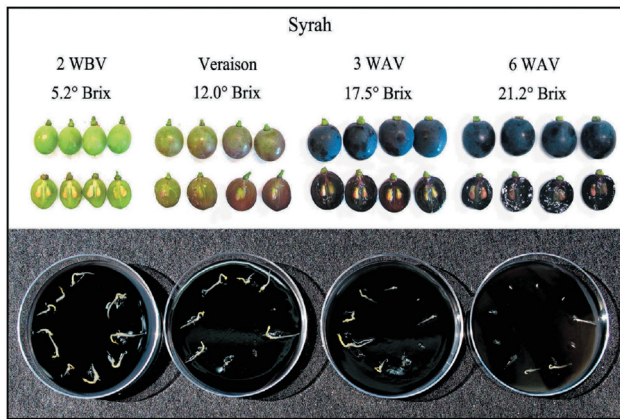 Syrah
2 WBV Veraison 3 WAV 6 WAV
5.2° Brix 12.0° Brix 17.5° Brix 21.2° Brix